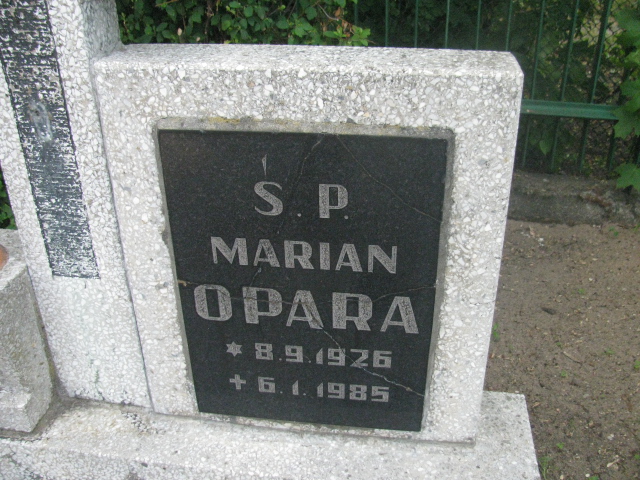 Ś.P.
MARIAN
OPARA
* 8.9.1926
+ 6.1.1985